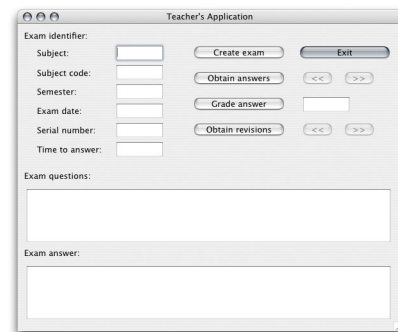 Teacher's Application
Exam identifier:
Subject:
Create exam
Exit
Subject code:
Obtain answers
<<
>>
Semester:
Exam date:
Grade answer
Serial number:
Obtain revisions
<<
>>
Time to answer:
Exam questions:
Exam answer: